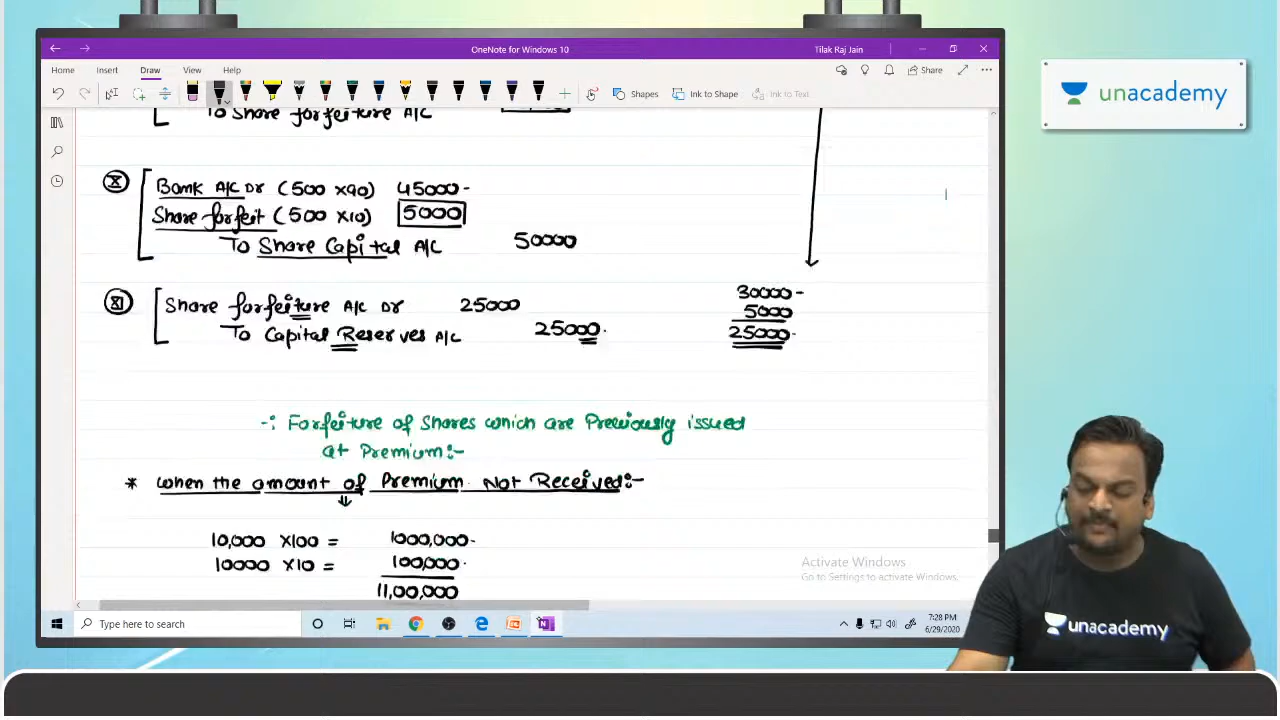 OneNote for Windows 10
Tilak Raj Jain
Home Insert Draw View Help
Share
Shapes Ink to Shape Ink to Text
To Share forfeiture A/C
X Bank A/C Dr (500 x90) 45000-
Share forfeit (500 x10) 5000
To Share Capital A/C 50000
XI Share forfeiture A/C Dr 25000
To Capital Reserves A/C 25000.
30000-
5000
25000-
-: Forfeiture of Shares which are Previously issued
at Premium:-
* when the amount of Premium Not Received:-
10,000 x100 = 1000,000-
10000 x10 = 100,000.
11,00,000
Activate Windows
Go to Settings to activate Windows.
Type here to search
7:28 PM
6/29/2020
unacademy
unacademy